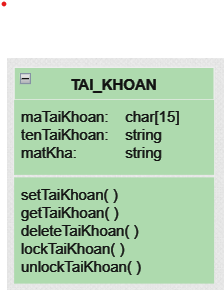 TAI_KHOAN
maTaiKhoan: char[15]
tenTaiKhoan: string
matKha: string
setTaiKhoan( )
getTaiKhoan( )
deleteTaiKhoan( )
lockTaiKhoan( )
unlockTaiKhoan( )